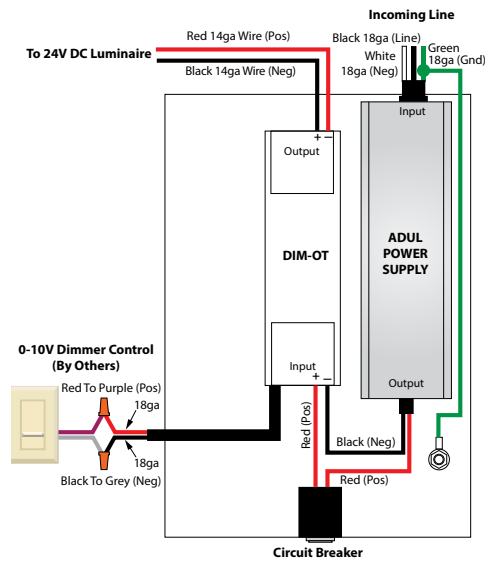 Incoming Line
Red 14ga Wire (Pos)
Black 18ga (Line)
To 24V DC Luminaire
White
18ga (Neg)
Green
18ga (Gnd)
Black 14ga Wire (Neg)
+ –
Output
Input
DIM-OT
ADUL
POWER
SUPPLY
0-10V Dimmer Control
(By Others)
Input
+ –
Output
Red To Purple (Pos)
18ga
Red (Pos)
Black (Neg)
18ga
Black To Grey (Neg)
Red (Pos)
Circuit Breaker